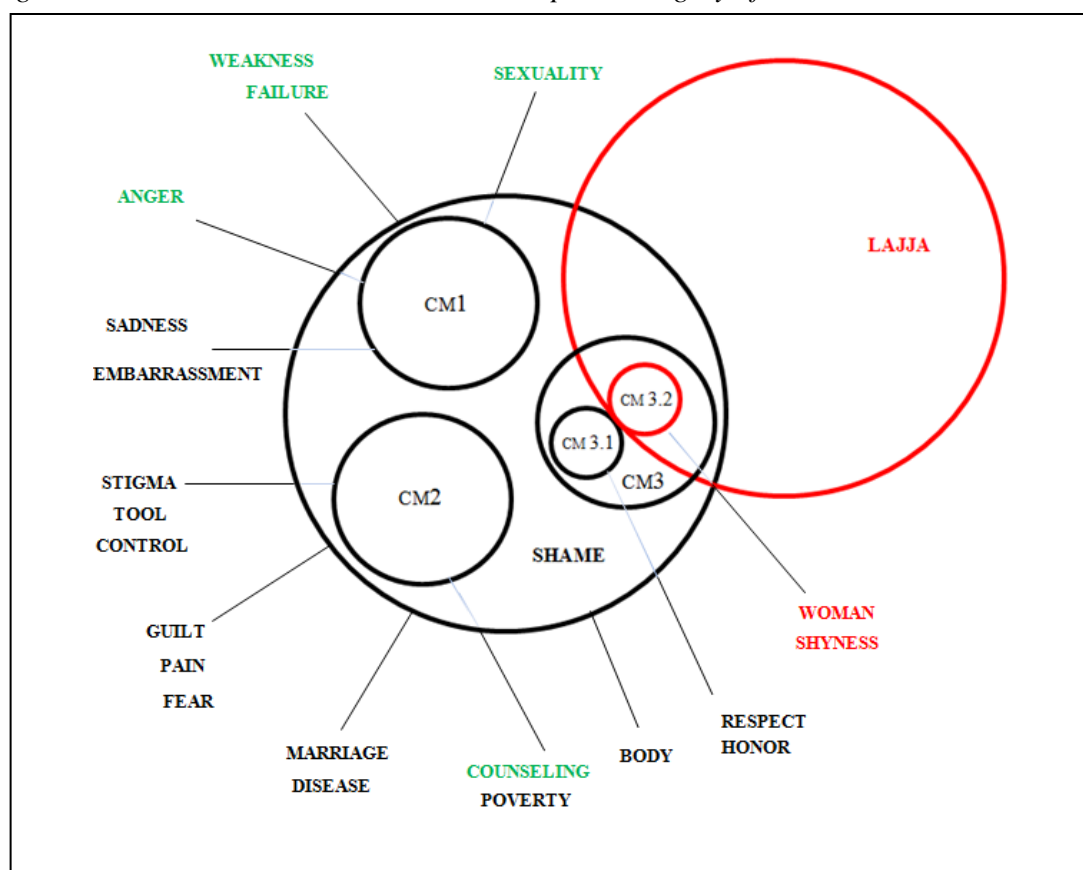 WEAKNESS
FAILURE
SEXUALITY
ANGER
LAJJA
CM1
SADNESS
EMBARRASSMENT
CM 3.2
CM 3.1
CM3
STIGMA
TOOL
CONTROL
CM2
SHAME
WOMAN
SHYNESS
GUILT
PAIN
FEAR
RESPECT
HONOR
MARRIAGE
DISEASE
BODY
COUNSELING
POVERTY